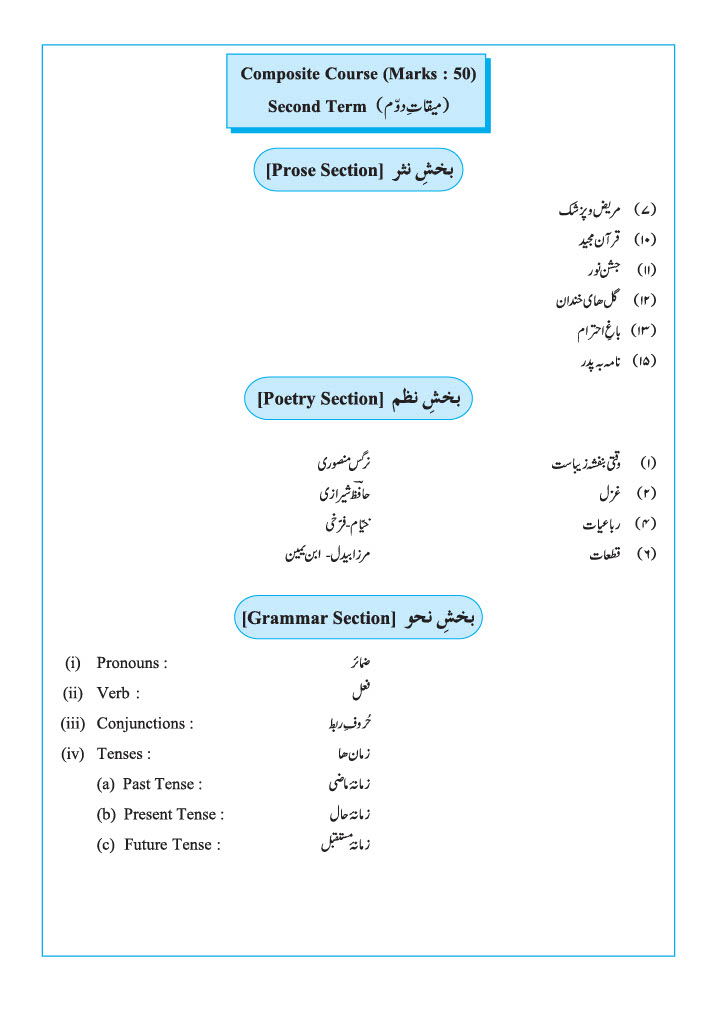 Composite Course (Marks : 50)
Second Term (میقاتِ دوّم)
بخشِ نثر [Prose Section]
(۷) مریض و پزشک
(۱۰) قرآن مجید
(۱۱) جشن نور
(۱۲) گل های خندان
(۱۳) باغِ احترام
(۱۵) نامہ بہ پدر
بخشِ نظم [Poetry Section]
(۱) وقتی بنفشہ زیباست نرگس منصوری
(۲) غزل حافظؔ شیرازی
(۴) رباعیات خیّام - فرّخی
(۶) قطعات مرزا بیدل - ابن یمین
بخشِ نحو [Grammar Section]
(i) Pronouns : ضمائر
(ii) Verb : فعل
(iii) Conjunctions : حُروفِ ربط
(iv) Tenses : زمان ها
(a) Past Tense : زمانۂ ماضی
(b) Present Tense : زمانۂ حال
(c) Future Tense : زمانۂ مستقبل